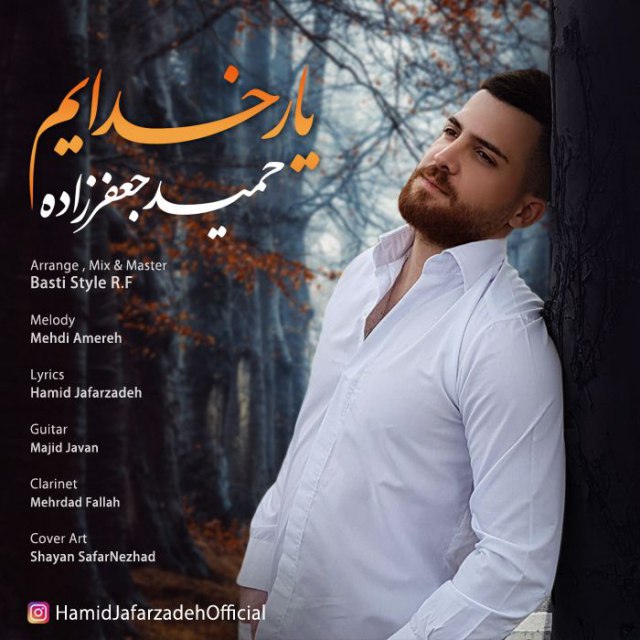 یار خدایم
حمید جعفرزاده
Arrange , Mix & Master
Basti Style R.F
Melody
Mehdi Amereh
Lyrics
Hamid Jafarzadeh
Guitar
Majid Javan
Clarinet
Mehrdad Fallah
Cover Art
Shayan SafarNezhad
HamidJafarzadehOfficial